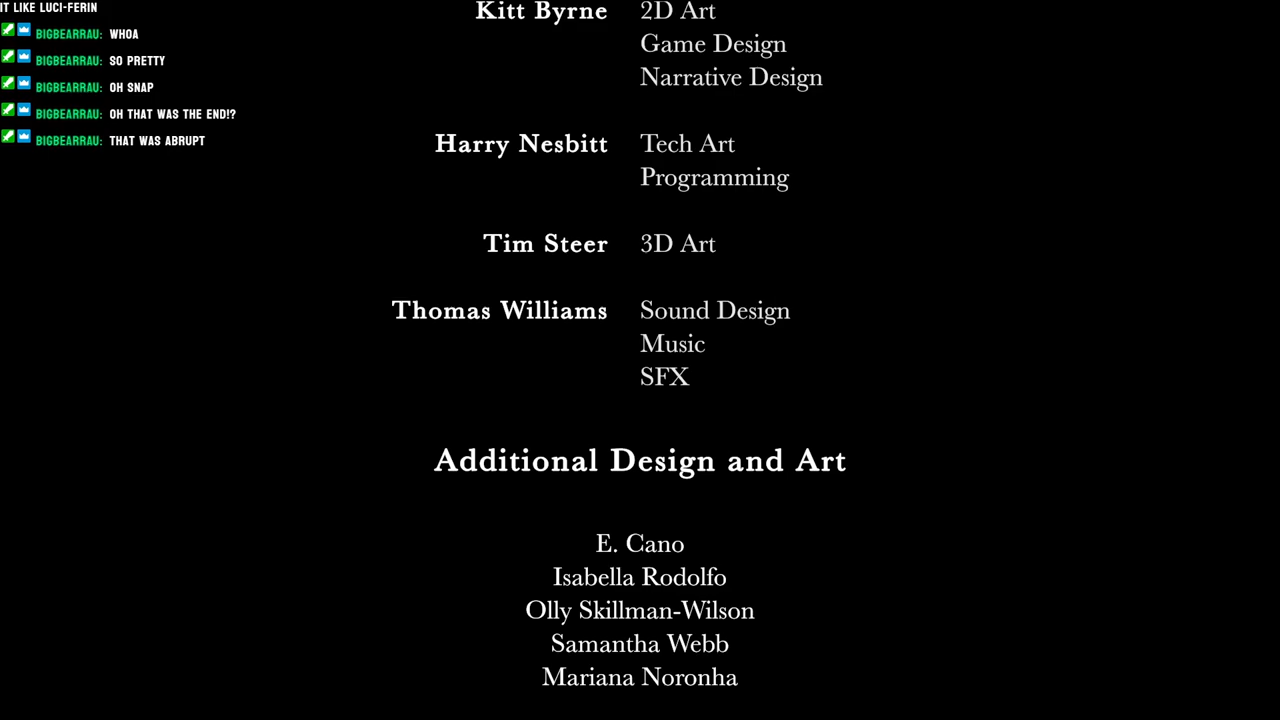 IT LIKE LUCI-FERIN
BIGBEARRAU: WHOA
BIGBEARRAU: SO PRETTY
BIGBEARRAU: OH SNAP
BIGBEARRAU: OH THAT WAS THE END!?
BIGBEARRAU: THAT WAS ABRUPT
Kitt Byrne 2D Art
Game Design
Narrative Design
Harry Nesbitt Tech Art
Programming
Tim Steer 3D Art
Thomas Williams Sound Design
Music
SFX
Additional Design and Art
E. Cano
Isabella Rodolfo
Olly Skillman-Wilson
Samantha Webb
Mariana Noronha